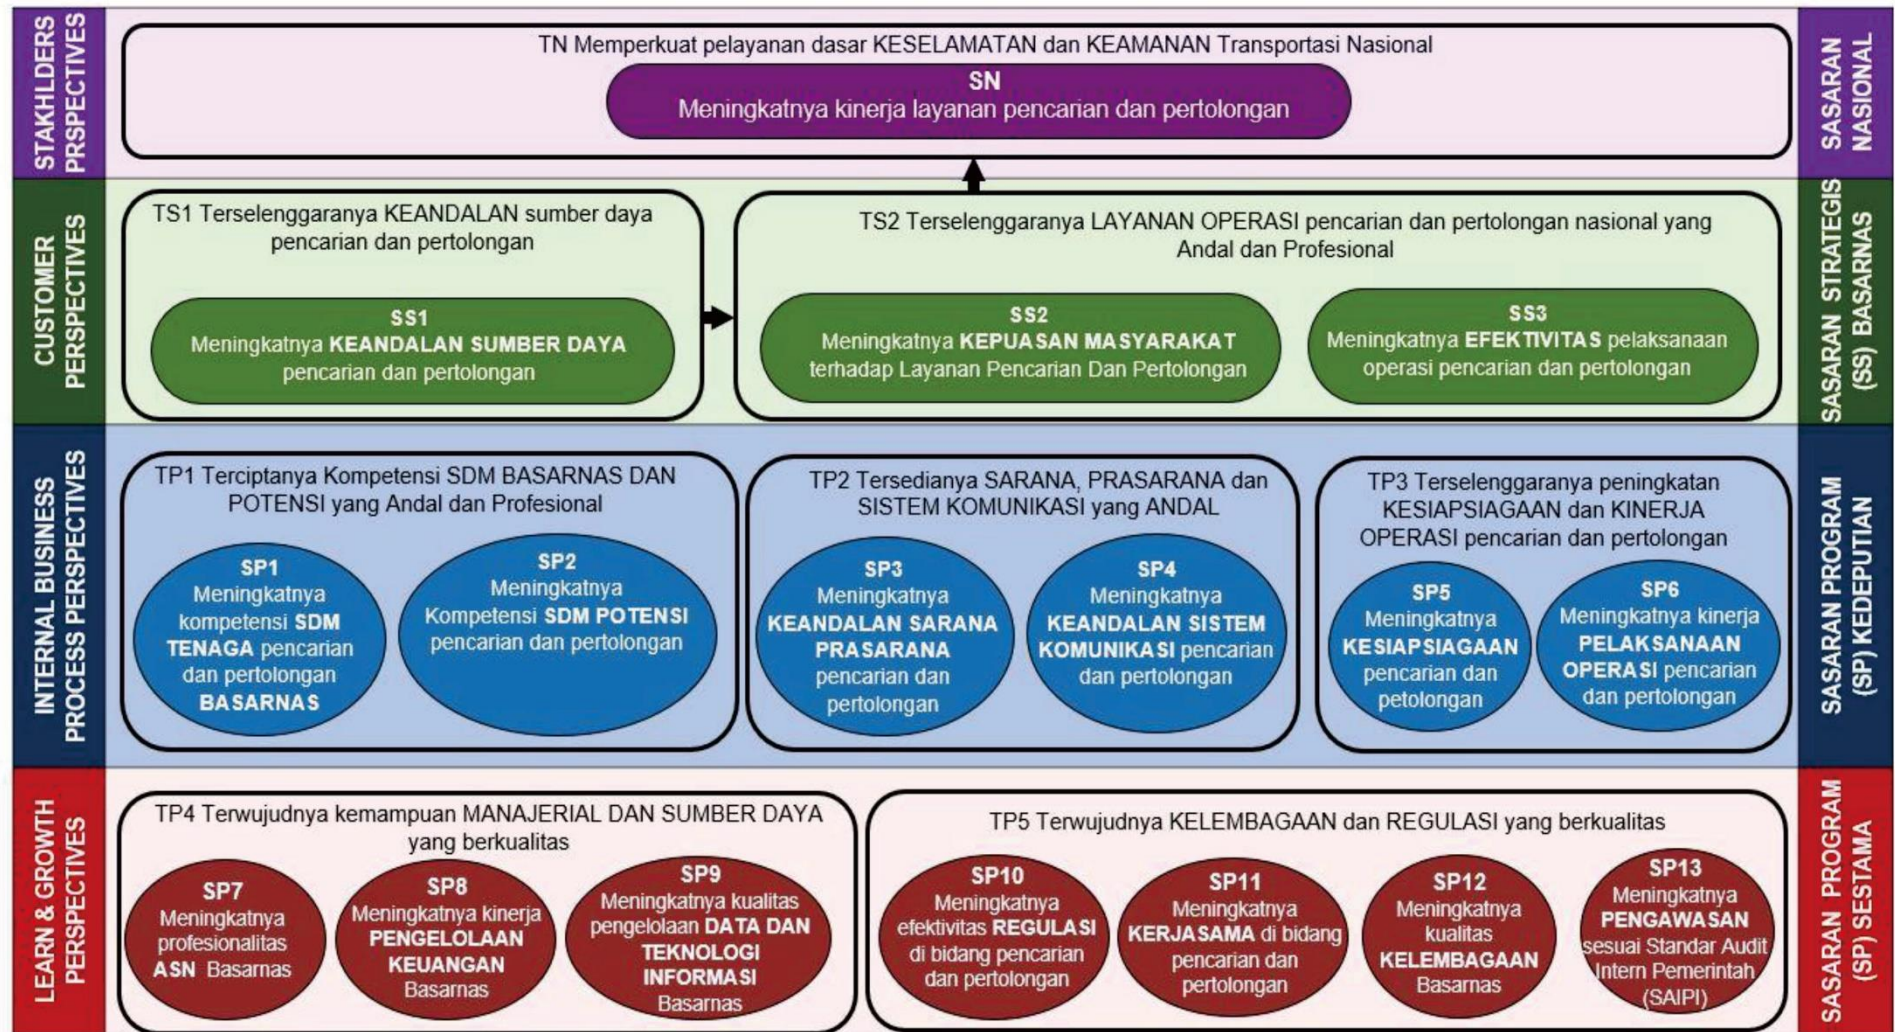 STAKHLDERS
PRSPECTIVES
TN Memperkuat pelayanan dasar KESELAMATAN dan KEAMANAN Transportasi Nasional
SN
Meningkatnya kinerja layanan pencarian dan pertolongan
SASARAN
NASIONAL
CUSTOMER
PERSPECTIVES
TS1 Terselenggaranya KEANDALAN sumber daya
pencarian dan pertolongan
SS1
Meningkatnya KEANDALAN SUMBER DAYA
pencarian dan pertolongan
TS2 Terselenggaranya LAYANAN OPERASI pencarian dan pertolongan nasional yang
Andal dan Profesional
SS2
Meningkatnya KEPUASAN MASYARAKAT
terhadap Layanan Pencarian Dan Pertolongan
SS3
Meningkatnya EFEKTIVITAS pelaksanaan
operasi pencarian dan pertolongan
SASARAN STRATEGIS
(SS) BASARNAS
INTERNAL BUSINESS
PROCESS PERSPECTIVES
TP1 Terciptanya Kompetensi SDM BASARNAS DAN
POTENSI yang Andal dan Profesional
SP1
Meningkatnya
kompetensi SDM
TENAGA pencarian
dan pertolongan
BASARNAS
SP2
Meningkatnya
Kompetensi SDM POTENSI
pencarian dan pertolongan
TP2 Tersedianya SARANA, PRASARANA dan
SISTEM KOMUNIKASI yang ANDAL
SP3
Meningkatnya
KEANDALAN SARANA
PRASARANA
pencarian dan
pertolongan
SP4
Meningkatnya
KEANDALAN SISTEM
KOMUNIKASI pencarian
dan pertolongan
TP3 Terselenggaranya peningkatan
KESIAPSIAGAAN dan KINERJA
OPERASI pencarian dan pertolongan
SP5
Meningkatnya
KESIAPSIAGAAN
pencarian dan
petolongan
SP6
Meningkatnya kinerja
PELAKSANAAN
OPERASI pencarian
dan pertolongan
SASARAN PROGRAM
(SP) KEDEPUTIAN
LEARN & GROWTH
PERSPECTIVES
TP4 Terwujudnya kemampuan MANAJERIAL DAN SUMBER DAYA
yang berkualitas
SP7
Meningkatnya
profesionalitas
ASN Basarnas
SP8
Meningkatnya kinerja
PENGELOLAAN
KEUANGAN
Basarnas
SP9
Meningkatnya kualitas
pengelolaan DATA DAN
TEKNOLOGI
INFORMASI
Basarnas
TP5 Terwujudnya KELEMBAGAAN dan REGULASI yang berkualitas
SP10
Meningkatnya
efektivitas REGULASI
di bidang pencarian
dan pertolongan
SP11
Meningkatnya
KERJASAMA di bidang
pencarian dan
pertolongan
SP12
Meningkatnya
kualitas
KELEMBAGAAN
Basarnas
SP13
Meningkatnya
PENGAWASAN
sesuai Standar Audit
Intern Pemerintah
(SAIPI)
SASARAN PROGRAM
(SP) SESTAMA